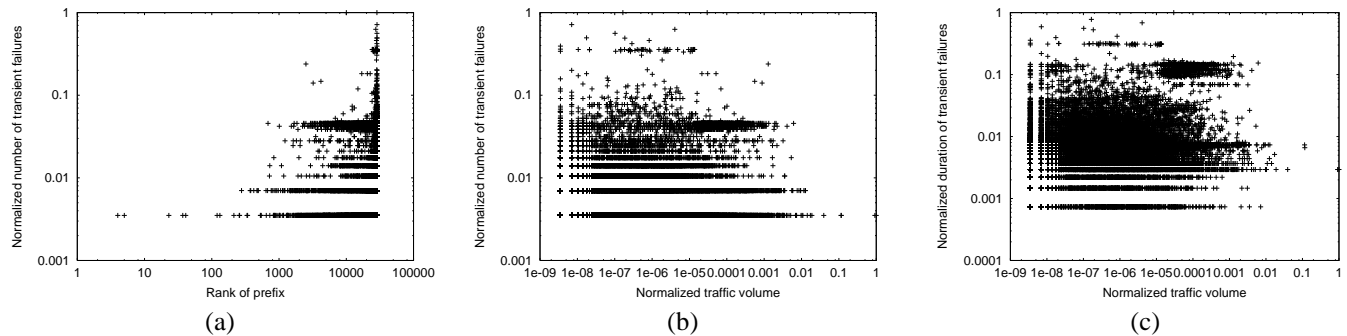 Normalized number of transient failures
1
0.1
0.01
0.001
1 10 100 1000 10000 100000
Rank of prefix
(a)
Normalized number of transient failures
1
0.1
0.01
0.001
1e-09 1e-08 1e-07 1e-06 1e-05 0.0001 0.001 0.01 0.1 1
Normalized traffic volume
(b)
Normalized duration of transient failures
1
0.1
0.01
0.001
0.0001
1e-09 1e-08 1e-07 1e-06 1e-05 0.0001 0.001 0.01 0.1 1
Normalized traffic volume
(c)